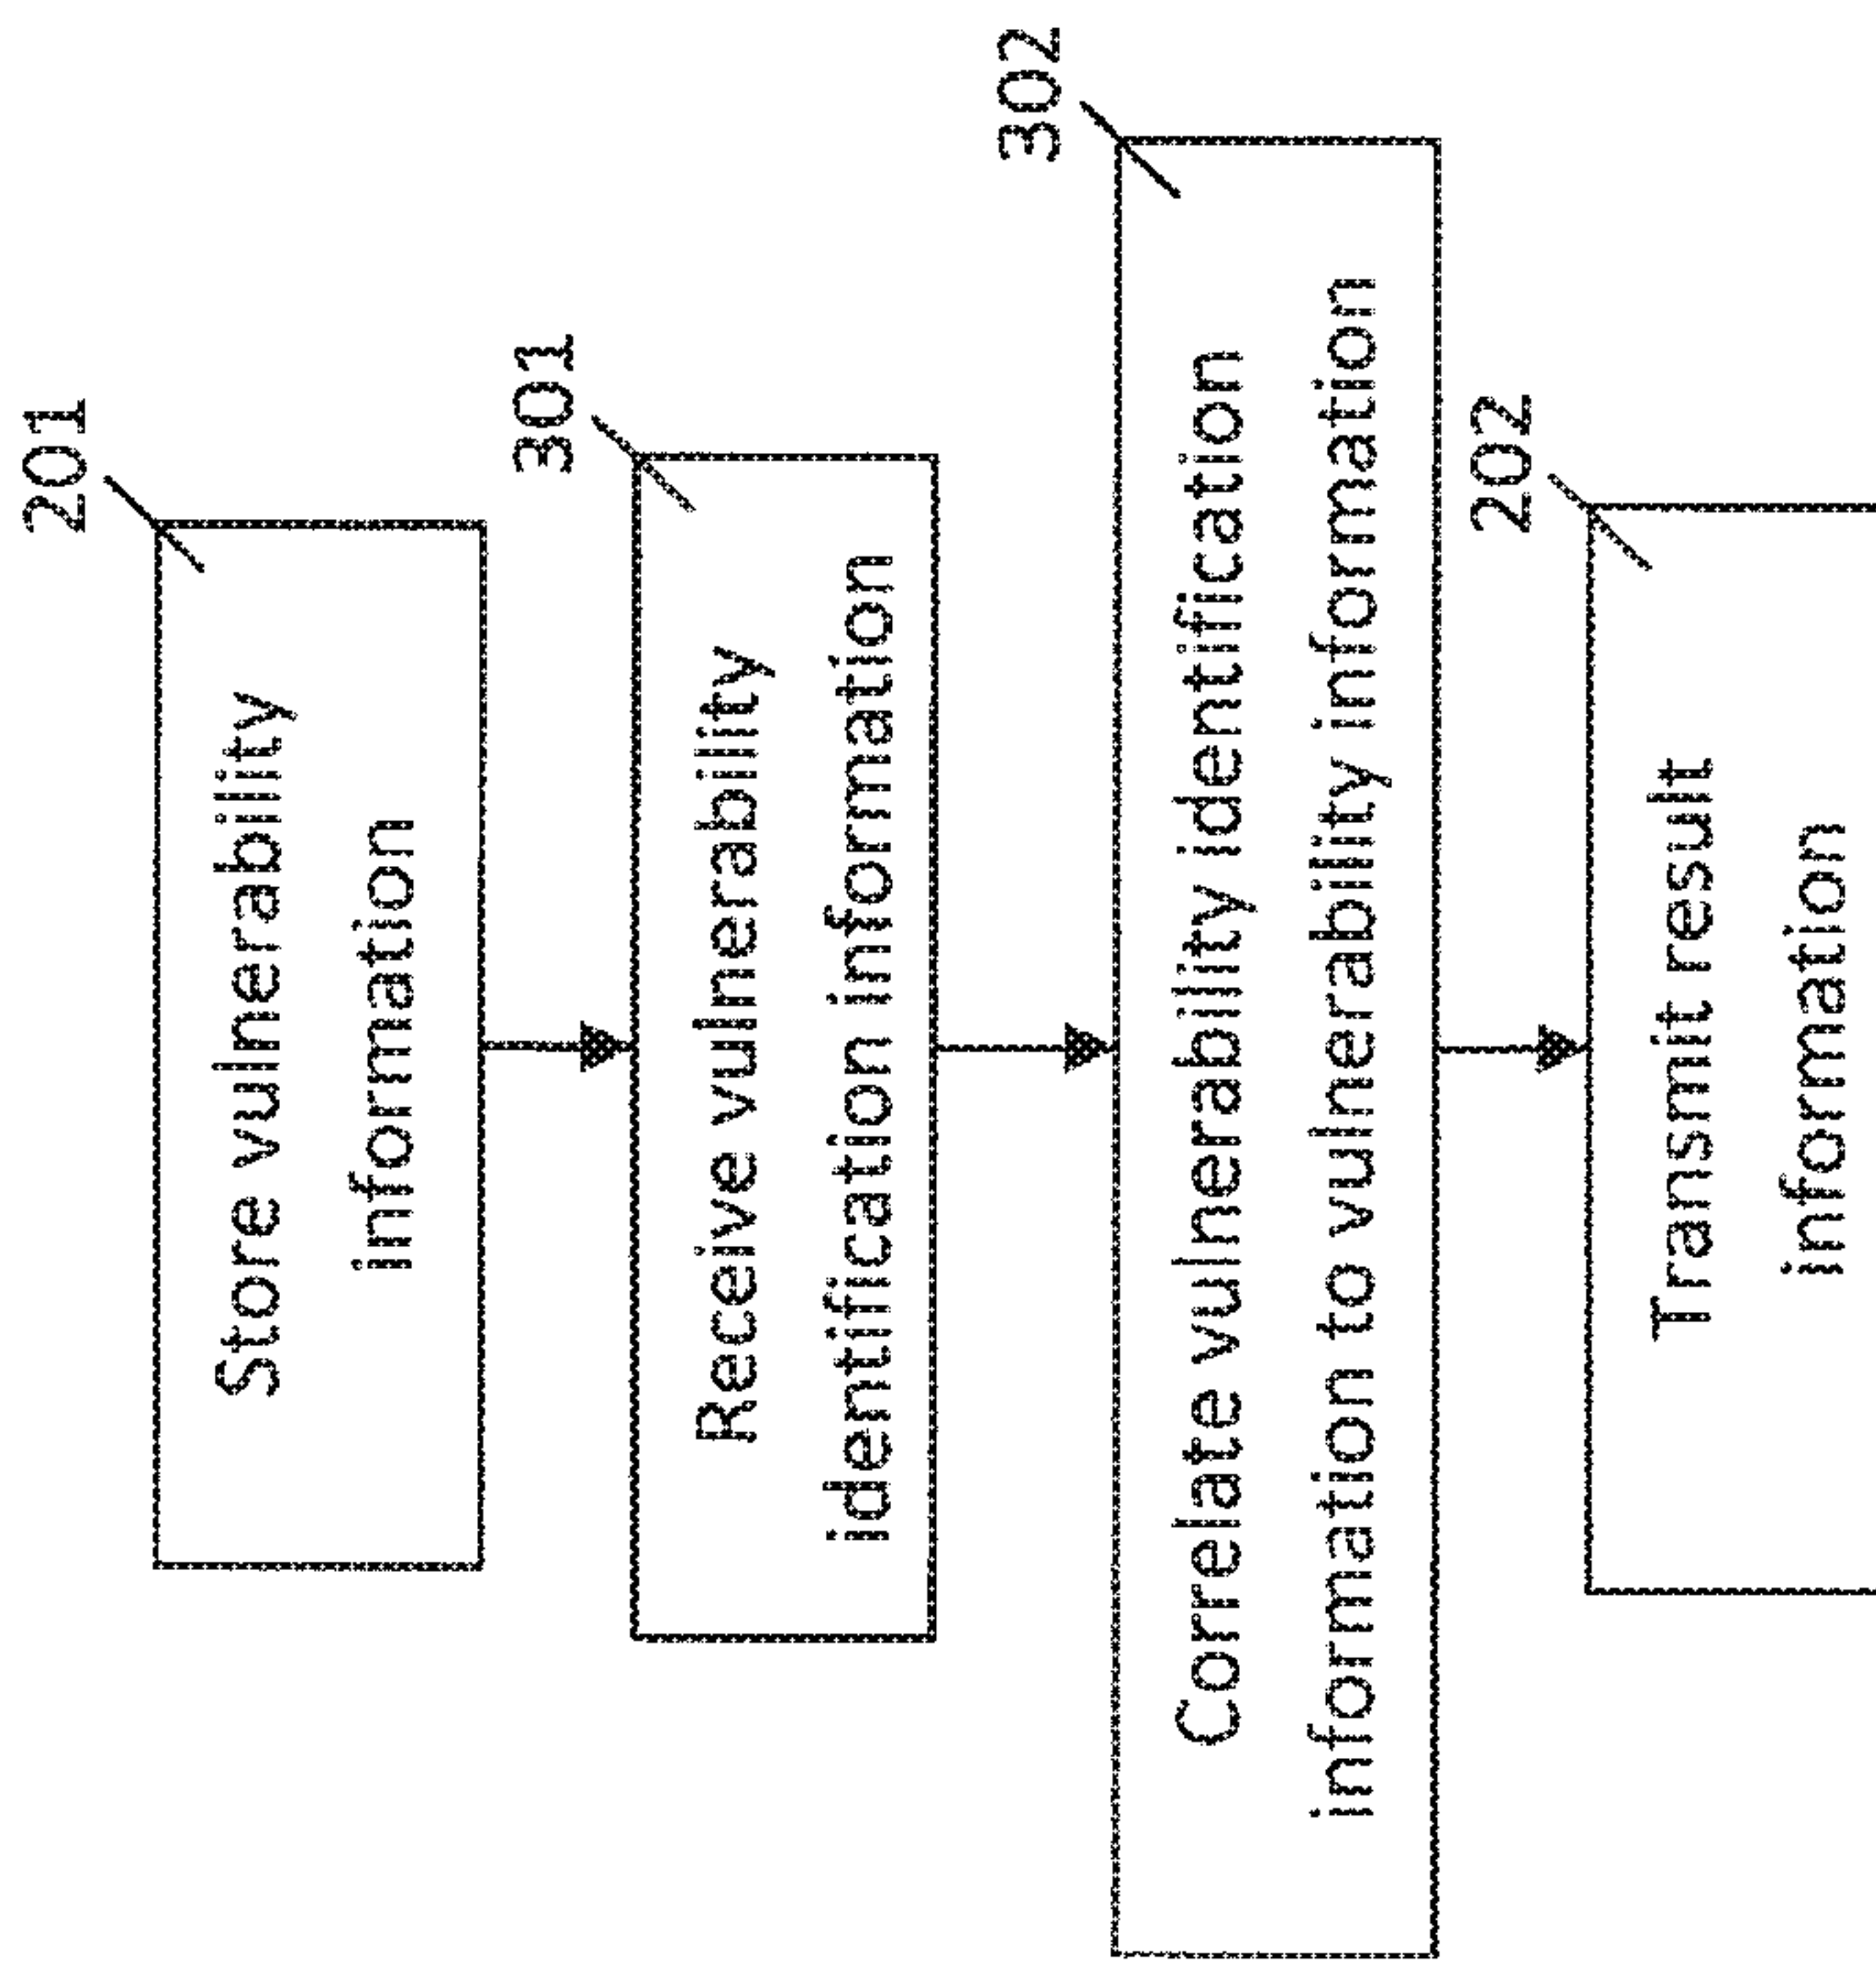 201
Store vulnerability
information
301
Receive vulnerability
identification information
302
Correlate vulnerability identification
information to vulnerability information
202
Transmit result
information